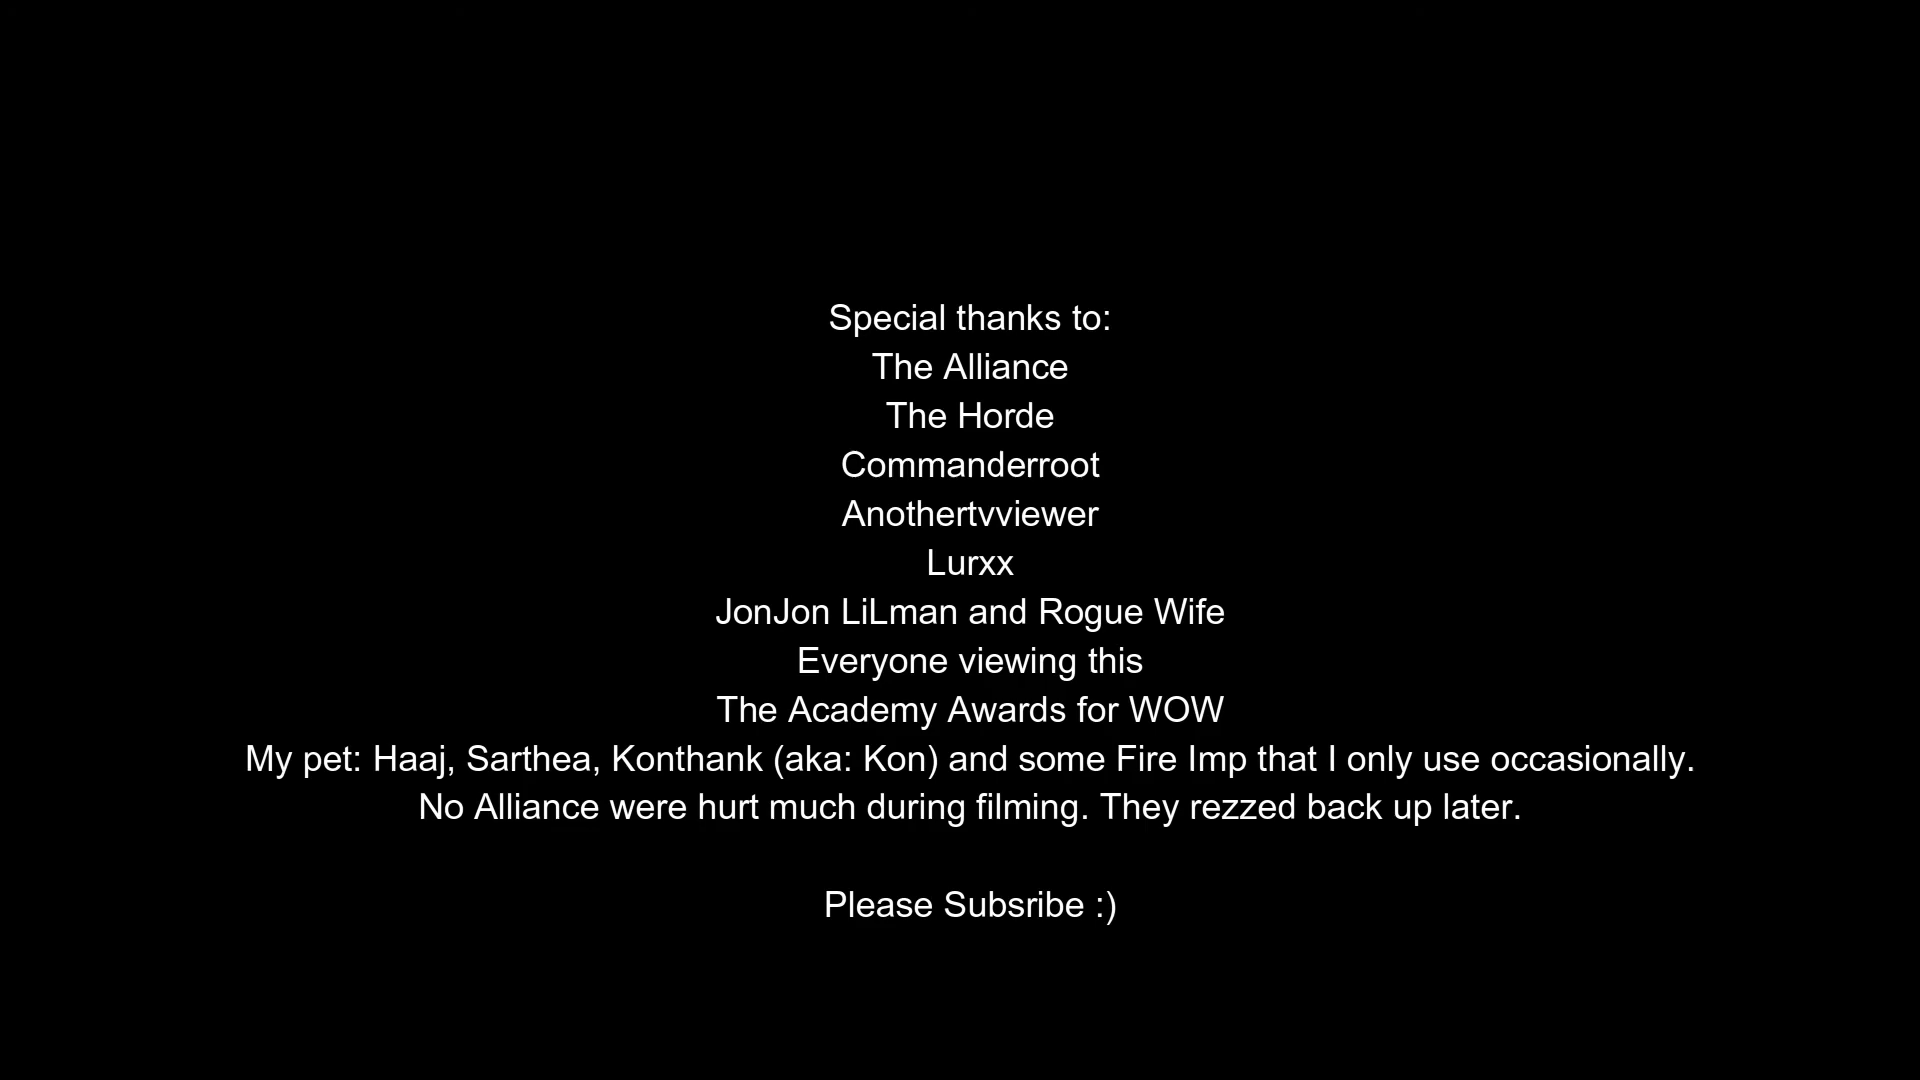 Special thanks to:
The Alliance
The Horde
Commanderroot
Anothertvviewer
Lurxx
JonJon LiLman and Rogue Wife
Everyone viewing this
The Academy Awards for WOW
My pet: Haaj, Sarthea, Konthank (aka: Kon) and some Fire Imp that I only use occasionally.
No Alliance were hurt much during filming. They rezzed back up later.
Please Subsribe :)